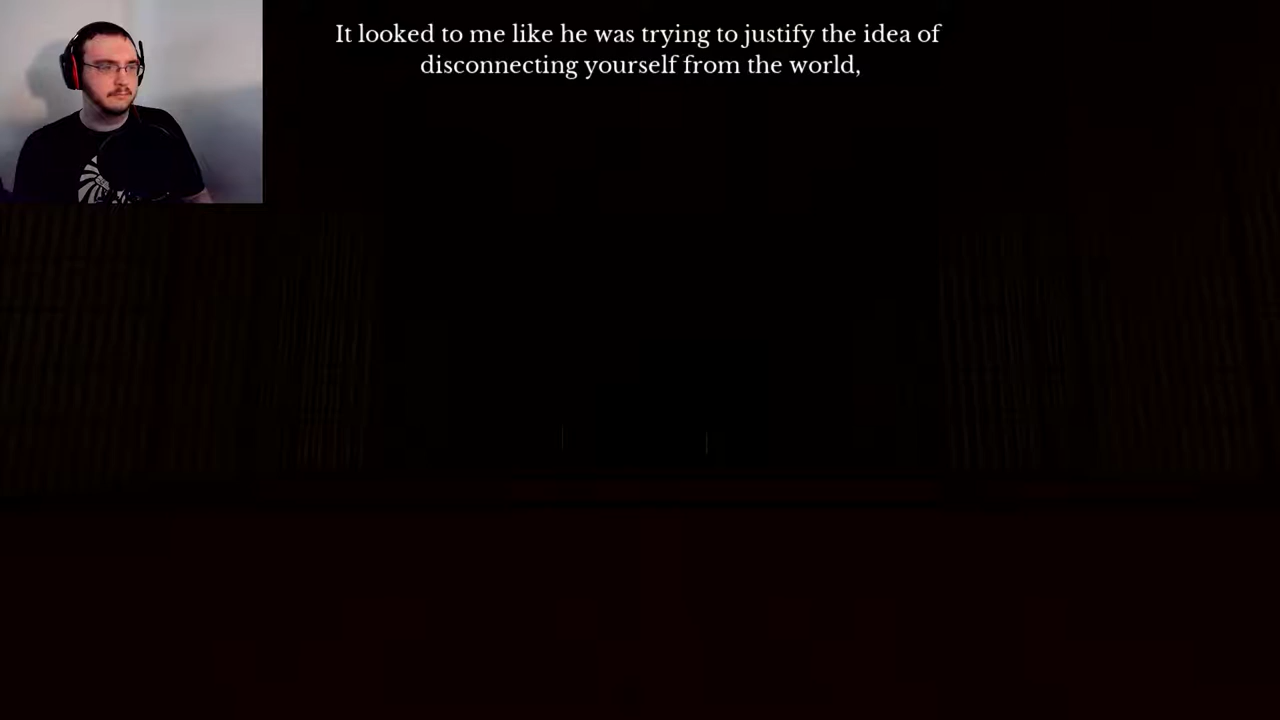 It looked to me like he was trying to justify the idea of
disconnecting yourself from the world,